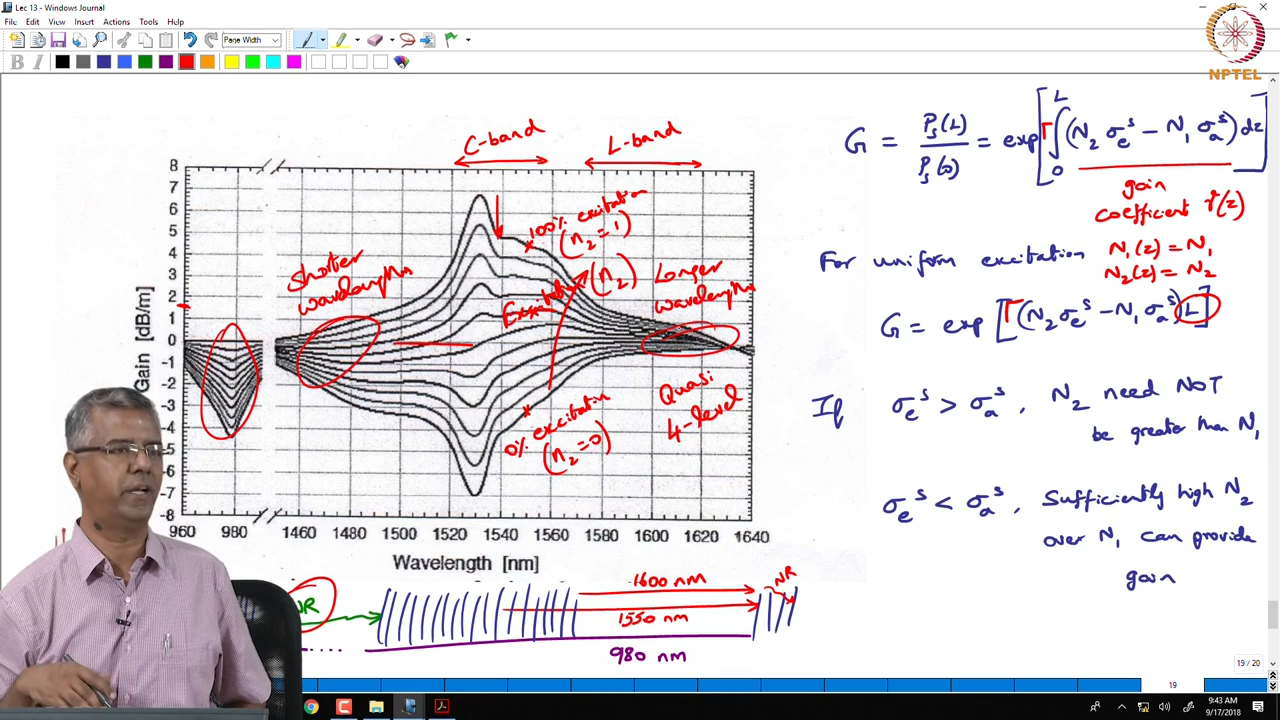 Lec 13 - Windows Journal
File Edit View Insert Actions Tools Help
Page Width
B I
NPTEL
C-band
L-band
8
7
6
5
4
3
2
1
0
-1
-2
-3
-4
-5
-6
-7
-8
Gain [dB/m]
960 980 1460 1480 1500 1520 1540 1560 1580 1600 1620 1640
Wavelength [nm]
Shorter
wavelengths
100% excitation
(n₂ = 1)
Excitation (n₂)
Longer
wavelengths
0% excitation
(n₂ = 0)
Quasi
4-level
NR
1600 nm
1550 nm
980 nm
NR
G = Pₛ(L) / Pₛ(0) = exp [ Γ ∫₀ᴸ (N₂ σₑˢ − N₁ σₐˢ) dz ]
gain
coefficient γ(z)
For uniform excitation N₁(z) = N₁
N₂(z) = N₂
G = exp [ Γ (N₂ σₑˢ − N₁ σₐˢ) L ]
If σₑˢ > σₐˢ , N₂ need NOT
be greater than N₁
σₑˢ < σₐˢ , Sufficiently high N₂
over N₁ can provide
gain
19 / 20
19
9:43 AM
9/17/2018